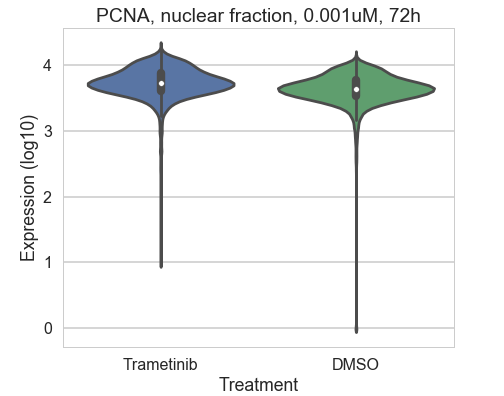 PCNA, nuclear fraction, 0.001uM, 72h
Expression (log10)
4
3
2
1
0
Trametinib DMSO
Treatment